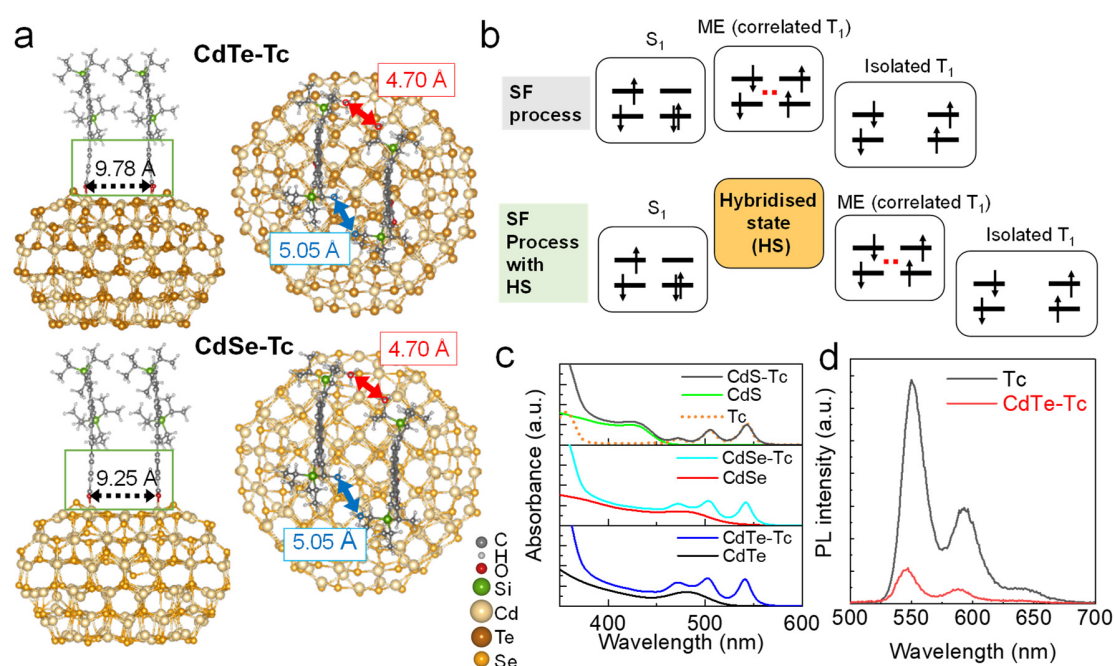 a
CdTe-Tc
9.78 Å
4.70 Å
5.05 Å
CdSe-Tc
9.25 Å
4.70 Å
5.05 Å
C
H
O
Si
Cd
Te
Se
b
SF
process
S1
ME (correlated T1)
Isolated T1
SF
Process
with
HS
S1
Hybridised
state
(HS)
ME (correlated T1)
Isolated T1
c
Absorbance (a.u.)
CdS-Tc
CdS
Tc
CdSe-Tc
CdSe
CdTe-Tc
CdTe
400 450 500 550 600
Wavelength (nm)
d
PL intensity (a.u.)
Tc
CdTe-Tc
500 550 600 650 700
Wavelength (nm)